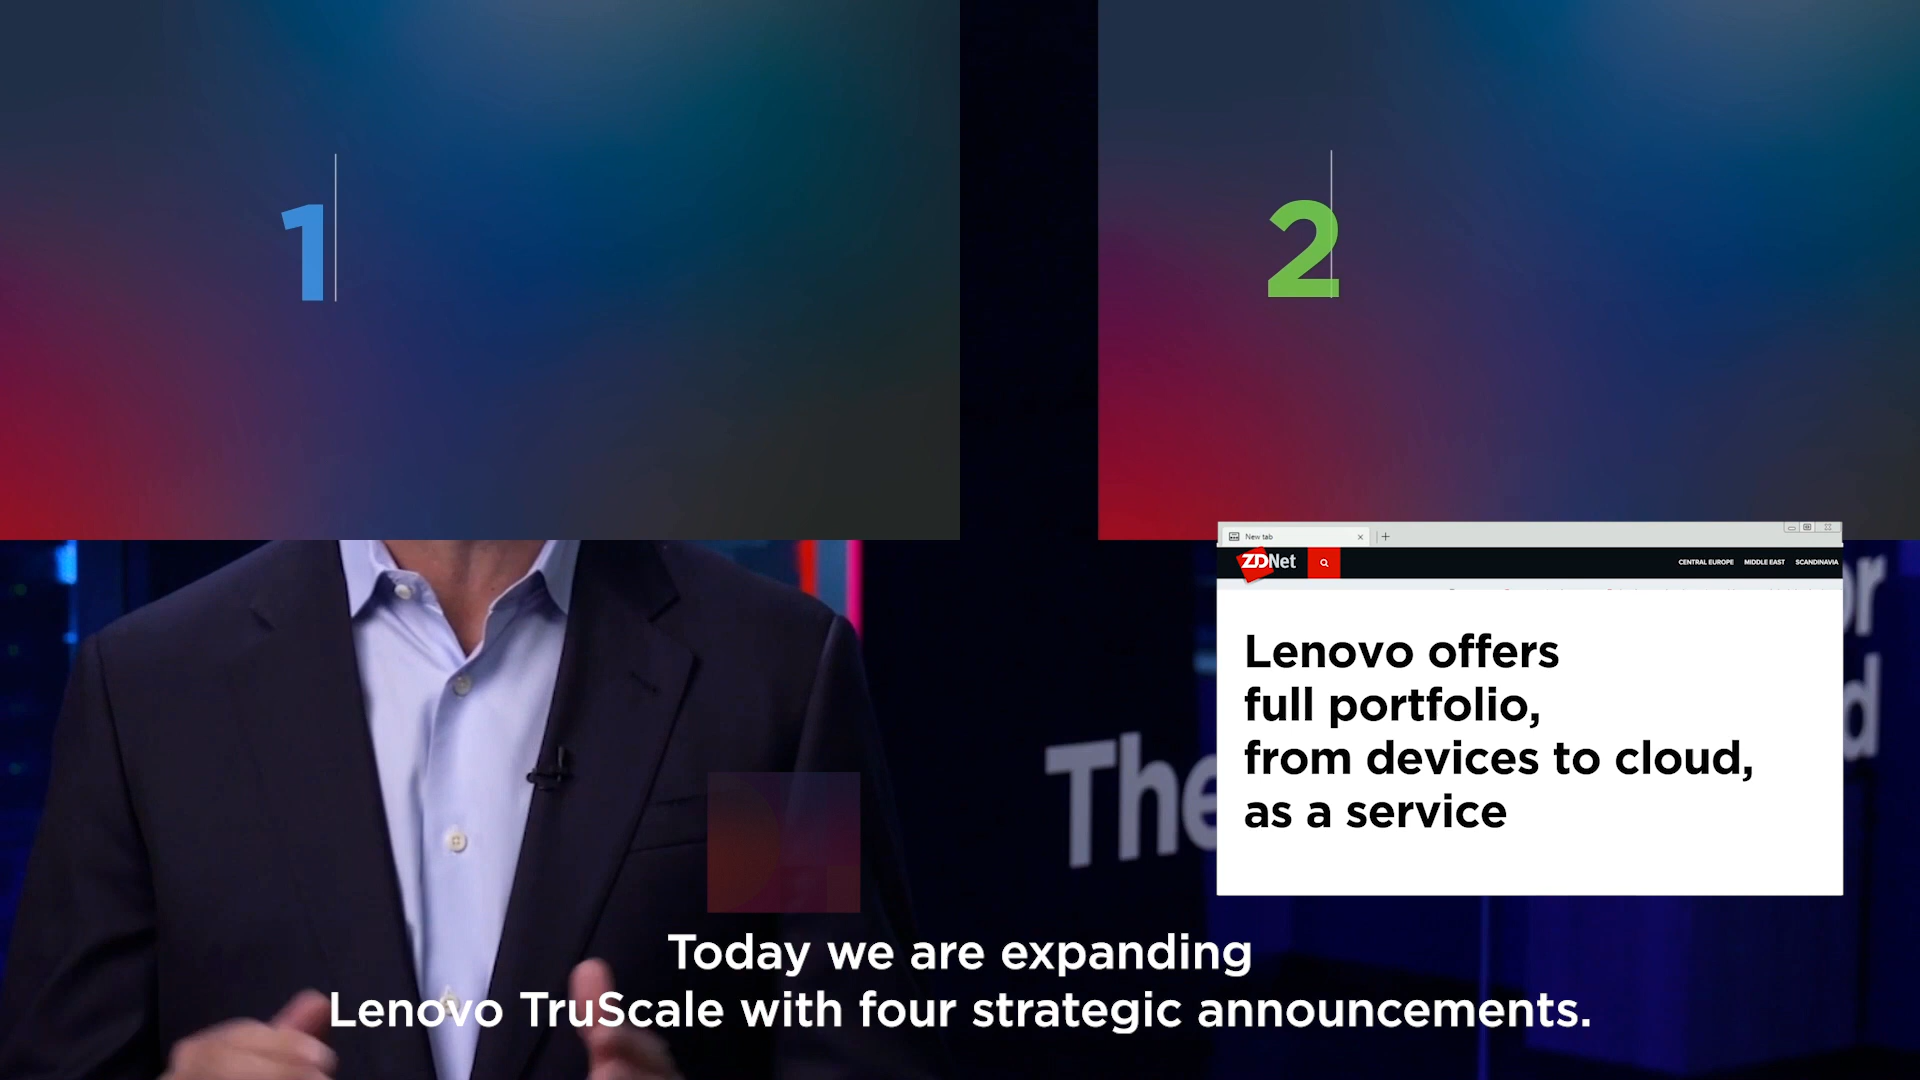 1
2
New tab
ZDNet
CENTRAL EUROPE MIDDLE EAST SCANDINAVIA
Lenovo offers
full portfolio,
from devices to cloud,
as a service
The
Today we are expanding
Lenovo TruScale with four strategic announcements.